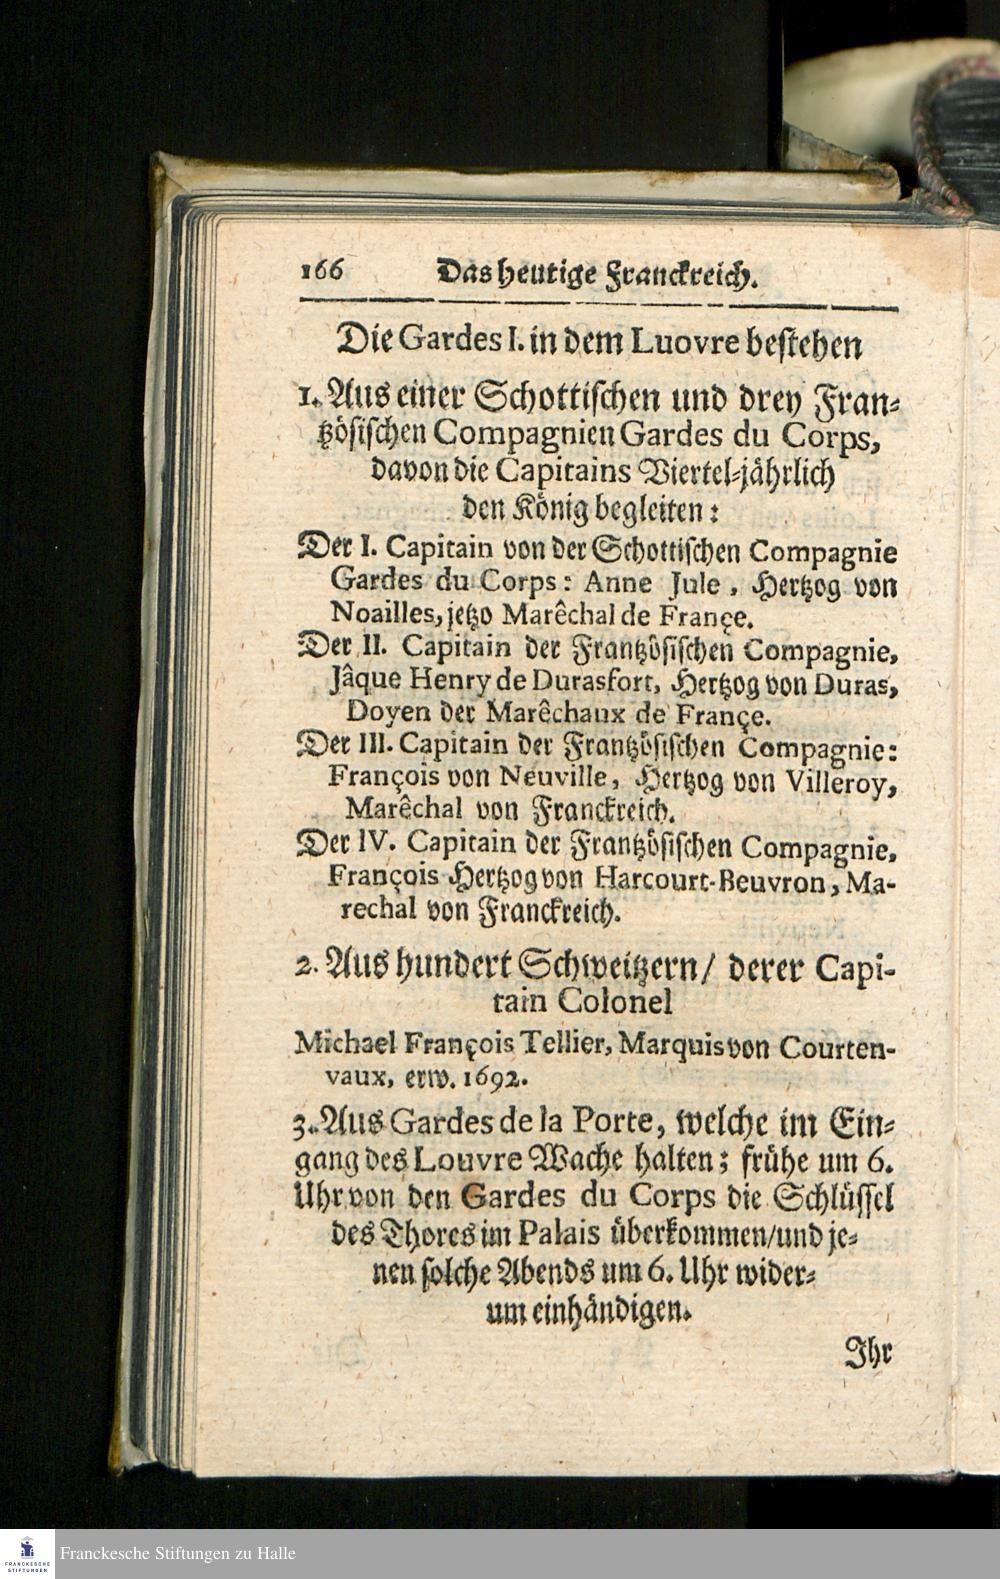 166 Das heutige Franckreich.
Die Gardes I. in dem Luovre bestehen
1. Aus einer Schottischen und drey Fran-
tzösischen Compagnien Gardes du Corps,
davon die Capitains Viertel-jährlich
den König begleiten:
Der I. Capitain von der Schottischen Compagnie
Gardes du Corps: Anne Jule, Hertzog von
Noailles, jetzo Marêchal de Françe.
Der II. Capitain der Frantzösischen Compagnie,
Jâque Henry de Durasfort, Hertzog von Duras,
Doyen der Marêchaux de Françe.
Der III. Capitain der Frantzösischen Compagnie:
François von Neuville, Hertzog von Villeroy,
Marêchal von Franckreich.
Der IV. Capitain der Frantzösischen Compagnie,
François Hertzog von Harcourt-Beuvron, Ma-
rechal von Franckreich.
2. Aus hundert Schweitzern/ derer Capi-
tain Colonel
Michael François Tellier, Marquis von Courten-
vaux, erw. 1692.
3. Aus Gardes de la Porte, welche im Ein-
gang des Louvre Wache halten; frühe um 6.
Uhr von den Gardes du Corps die Schlüssel
des Thores im Palais überkommen/und je-
nen solche Abends um 6. Uhr wider-
um einhändigen.
Ihr
FRANCKESCHE
STIFTUNGEN
Franckesche Stiftungen zu Halle